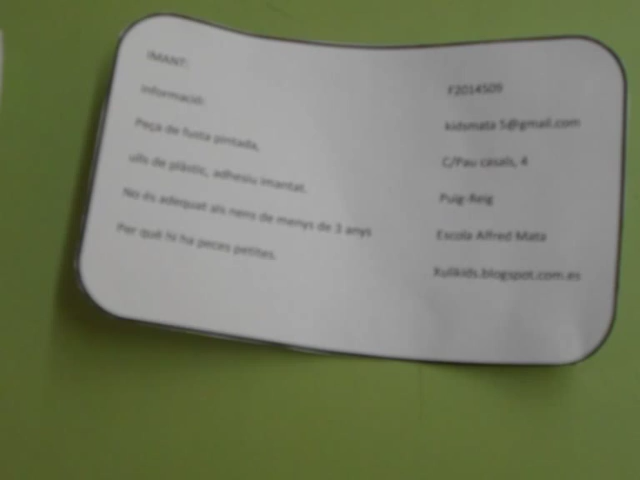 IMANT:
Informació:
Peça de fusta pintada,
ulls de plàstic, adhesiu imantat.
No és adequat als nens de menys de 3 anys
Per què hi ha peces petites.
F2014509
kidsmata 5@gmail.com
C/Pau casals, 4
Puig-Reig
Escola Alfred Mata
Xulikids.blogspot.com.es